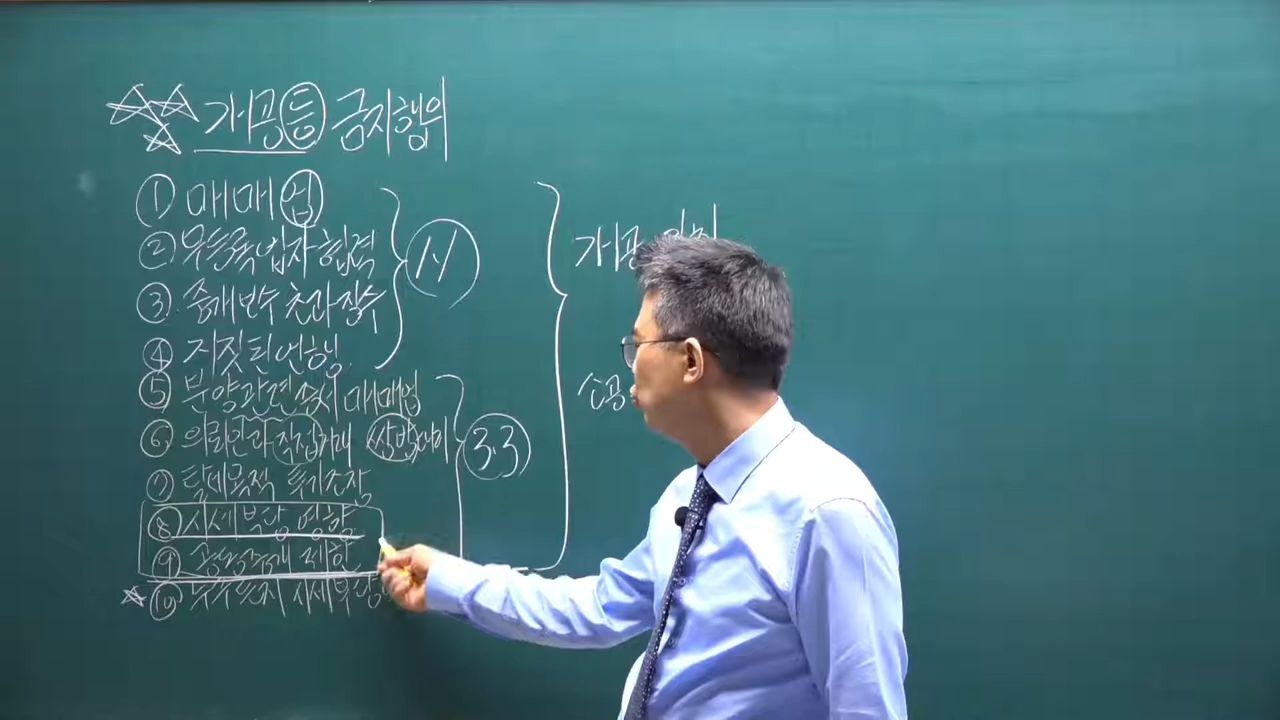 개공등 금지행위
① 매매업
② 무등록업자 협력
③ 중개보수 초과 징수
④ 거짓된 언행
1.1
⑤ 분양관련 증서 매매업
⑥ 의뢰인과 직접거래 쌍방대리
⑦ 탈세목적 투기조장
⑧ 시세 부당 영향
⑨ 공동중개 제한
3.3
⑩
개공
소공